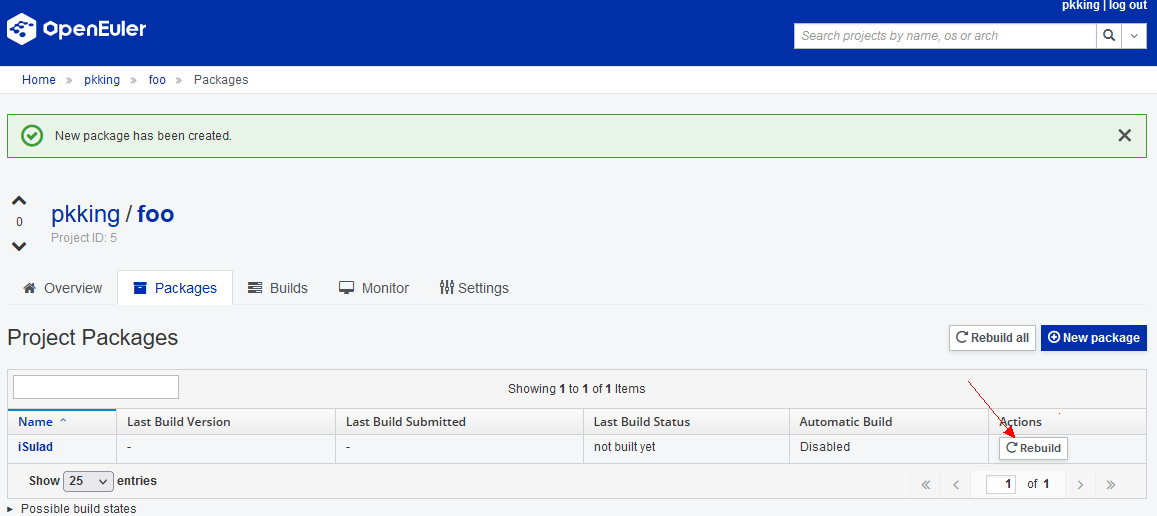 pkking | log out
OpenEuler
Search projects by name, os or arch
Home » pkking » foo » Packages
New package has been created.
0
pkking / foo
Project ID: 5
Overview Packages Builds Monitor Settings
Project Packages
Rebuild all New package
Showing 1 to 1 of 1 Items
Name Last Build Version Last Build Submitted Last Build Status Automatic Build Actions
iSulad - - not built yet Disabled Rebuild
Show 25 entries « ‹ 1 of 1 › »
Possible build states